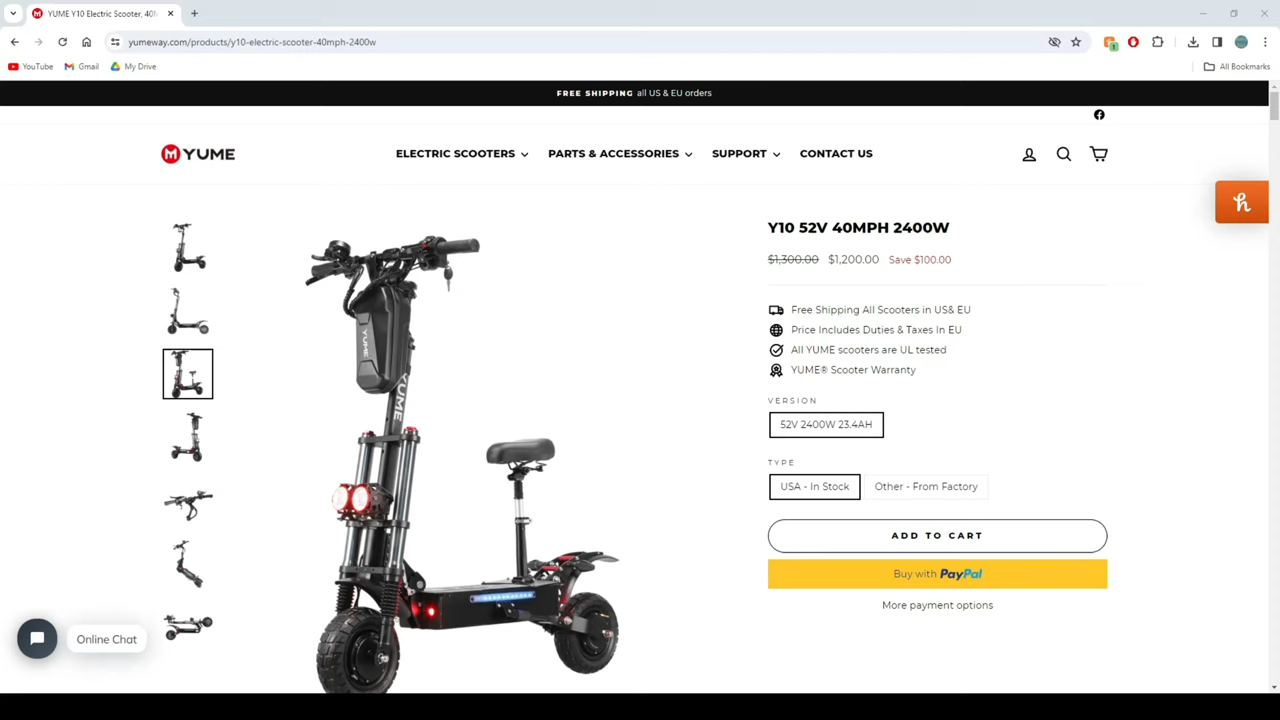 YUME Y10 Electric Scooter, 40M
yumeway.com/products/y10-electric-scooter-40mph-2400w
1
YouTube
Gmail
My Drive
All Bookmarks
FREE SHIPPING all US & EU orders
YUME
ELECTRIC SCOOTERS
PARTS & ACCESSORIES
SUPPORT
CONTACT US
h
Y10 52V 40MPH 2400W
$1,300.00 $1,200.00 Save $100.00
Free Shipping All Scooters in US& EU
Price Includes Duties & Taxes In EU
All YUME scooters are UL tested
YUME® Scooter Warranty
VERSION
52V 2400W 23.4AH
TYPE
USA - In Stock
Other - From Factory
ADD TO CART
Buy with PayPal
More payment options
YUME
YUME
Online Chat